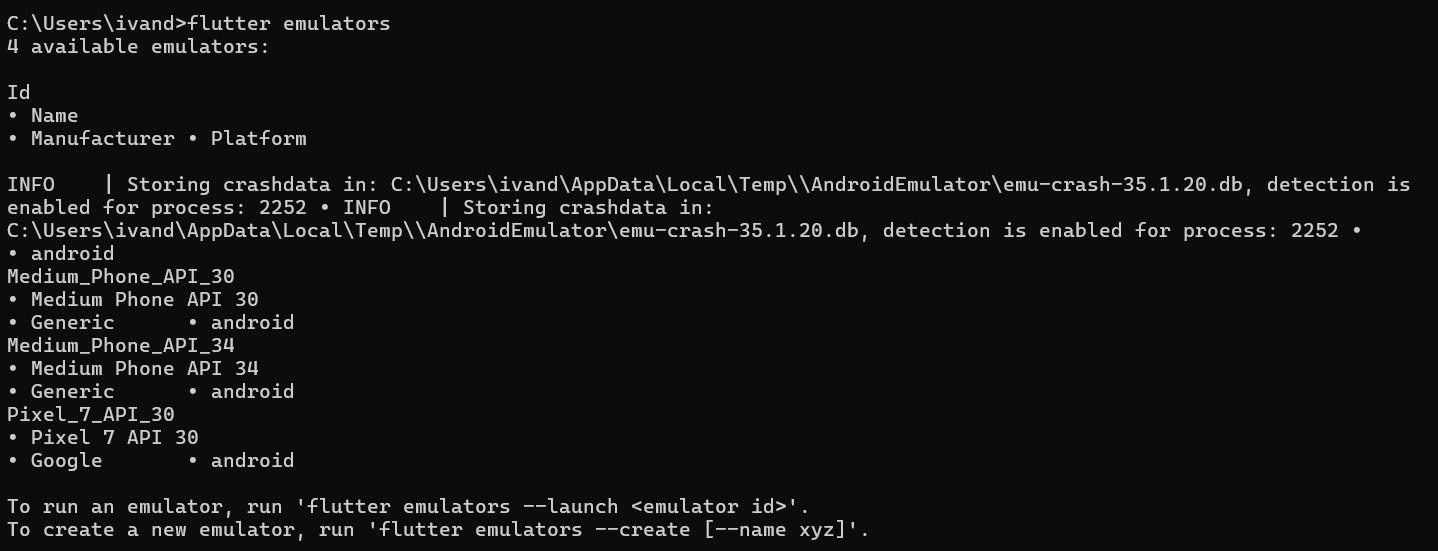 C:\Users\ivand>flutter emulators
4 available emulators:
Id
• Name
• Manufacturer • Platform
INFO    | Storing crashdata in: C:\Users\ivand\AppData\Local\Temp\\AndroidEmulator\emu-crash-35.1.20.db, detection is
enabled for process: 2252 • INFO    | Storing crashdata in:
C:\Users\ivand\AppData\Local\Temp\\AndroidEmulator\emu-crash-35.1.20.db, detection is enabled for process: 2252 •
• android
Medium_Phone_API_30
• Medium Phone API 30
• Generic      • android
Medium_Phone_API_34
• Medium Phone API 34
• Generic      • android
Pixel_7_API_30
• Pixel 7 API 30
• Google       • android
To run an emulator, run 'flutter emulators --launch <emulator id>'.
To create a new emulator, run 'flutter emulators --create [--name xyz]'.